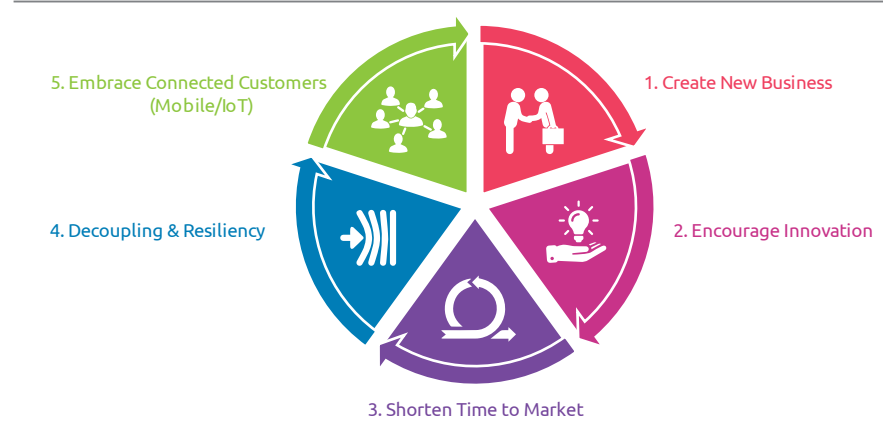 1. Create New Business
2. Encourage Innovation
3. Shorten Time to Market
4. Decoupling & Resiliency
5. Embrace Connected Customers
(Mobile/IoT)